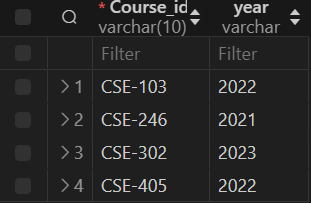 * Course_id year
varchar(10) varchar
Filter Filter
1 CSE-103 2022
2 CSE-246 2021
3 CSE-302 2023
4 CSE-405 2022